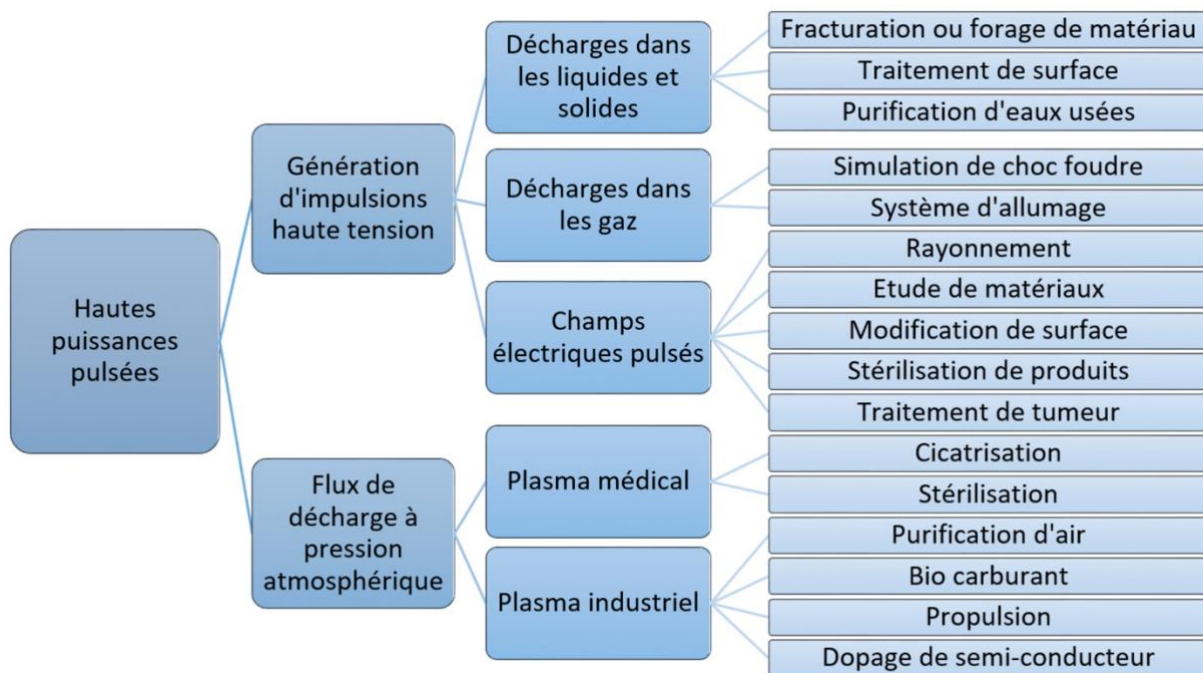 Hautes
puissances
pulsées
Génération
d'impulsions
haute tension
Décharges dans
les liquides et
solides
Fracturation ou forage de matériau
Traitement de surface
Purification d'eaux usées
Décharges dans
les gaz
Simulation de choc foudre
Système d'allumage
Champs
électriques pulsés
Rayonnement
Etude de matériaux
Modification de surface
Stérilisation de produits
Traitement de tumeur
Flux de
décharge à
pression
atmosphérique
Plasma médical
Cicatrisation
Stérilisation
Plasma industriel
Purification d'air
Bio carburant
Propulsion
Dopage de semi-conducteur